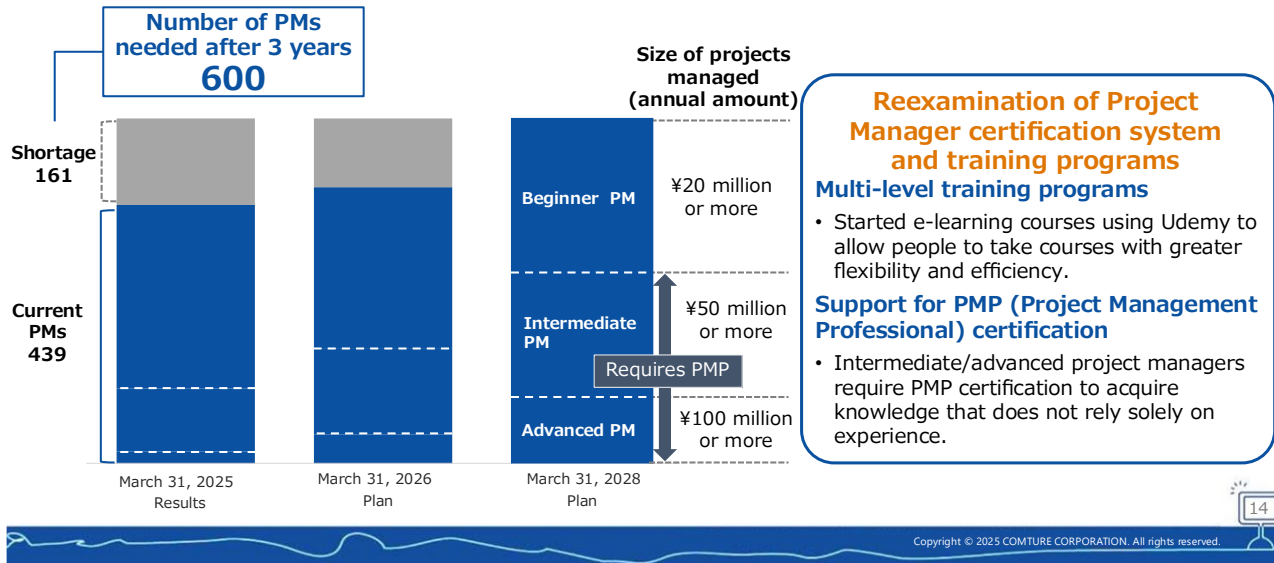 Number of PMs
needed after 3 years
600
Size of projects
managed
(annual amount)
Shortage
161
Current
PMs
439
Beginner PM
Intermediate
PM
Advanced PM
¥20 million
or more
¥50 million
or more
Requires PMP
¥100 million
or more
March 31, 2025
Results
March 31, 2026
Plan
March 31, 2028
Plan
Reexamination of Project
Manager certification system
and training programs
Multi-level training programs
• Started e-learning courses using Udemy to
allow people to take courses with greater
flexibility and efficiency.
Support for PMP (Project Management
Professional) certification
• Intermediate/advanced project managers
require PMP certification to acquire
knowledge that does not rely solely on
experience.
14
Copyright © 2025 COMTURE CORPORATION. All rights reserved.